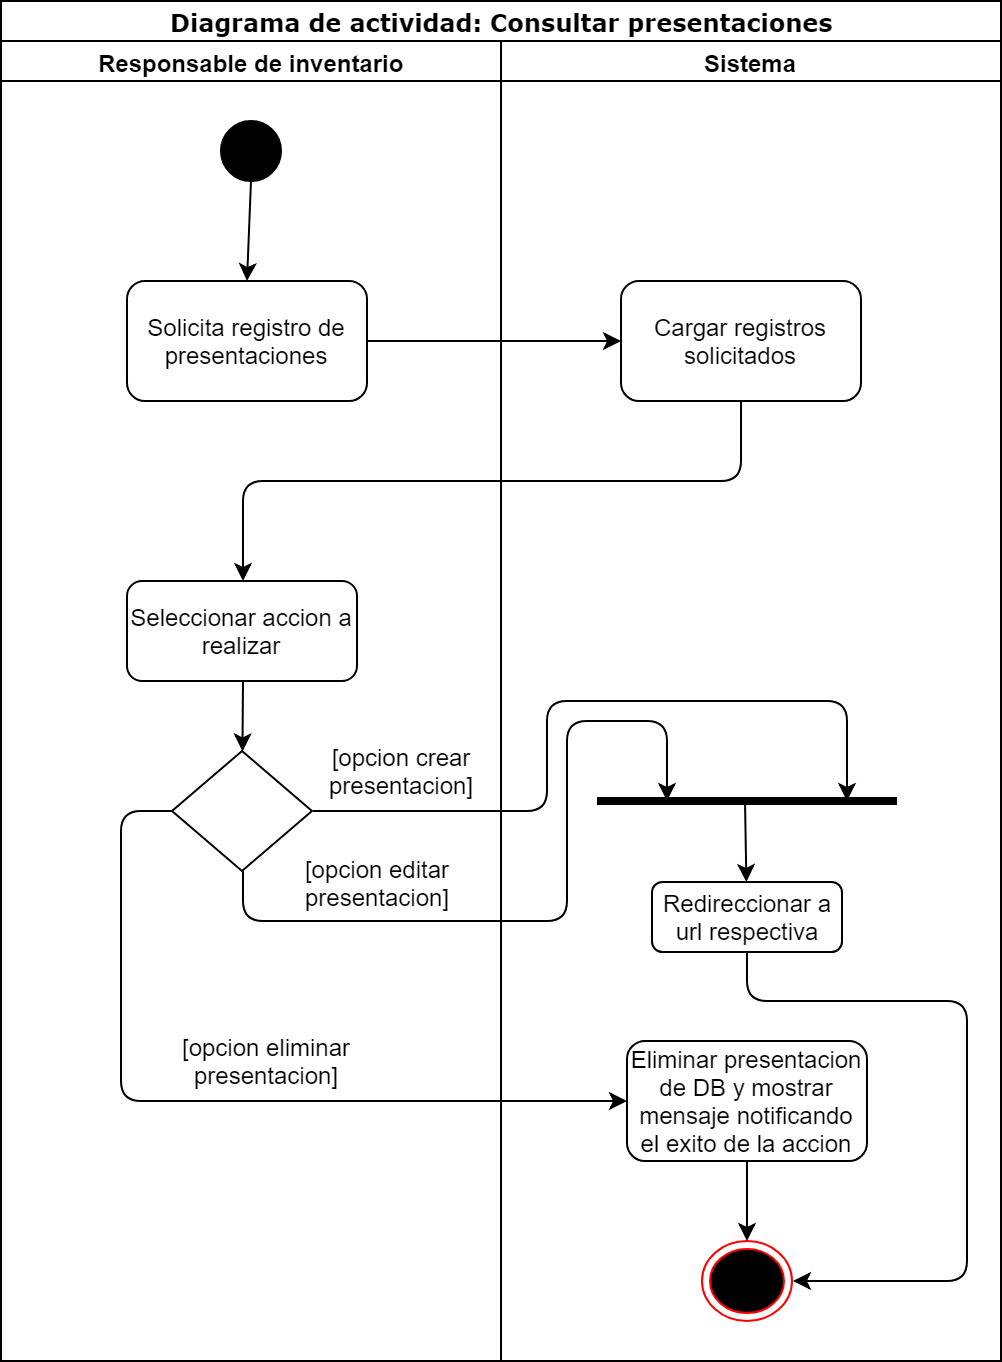 Diagrama de actividad: Consultar presentaciones
Responsable de inventario
Sistema
Solicita registro de
presentaciones
Cargar registros
solicitados
Seleccionar accion a
realizar
[opcion crear
presentacion]
[opcion editar
presentacion]
Redireccionar a
url respectiva
[opcion eliminar
presentacion]
Eliminar presentacion
de DB y mostrar
mensaje notificando
el exito de la accion